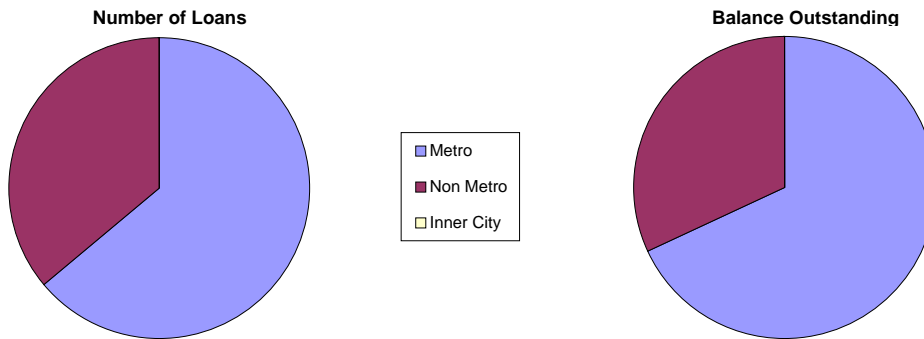 Number of Loans
Balance Outstanding
Metro
Non Metro
Inner City